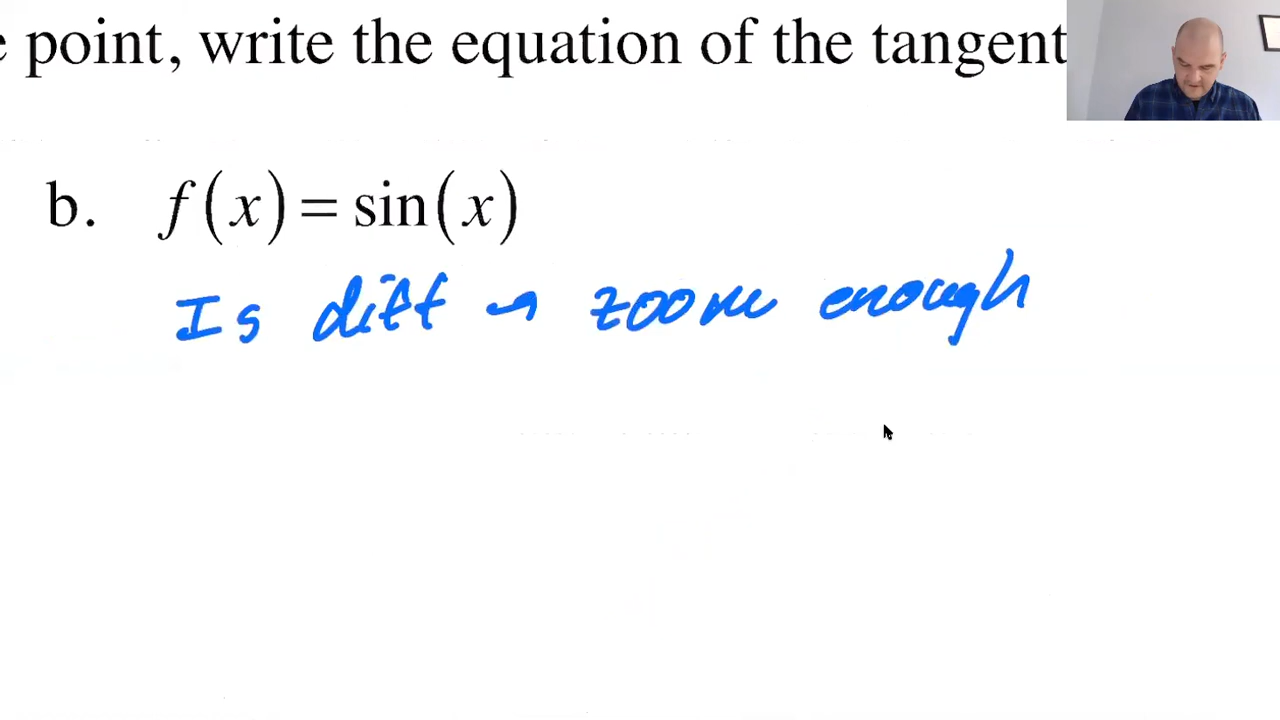 point, write the equation of the tangent
b. f(x) = sin(x)
Is diff → zoom enough